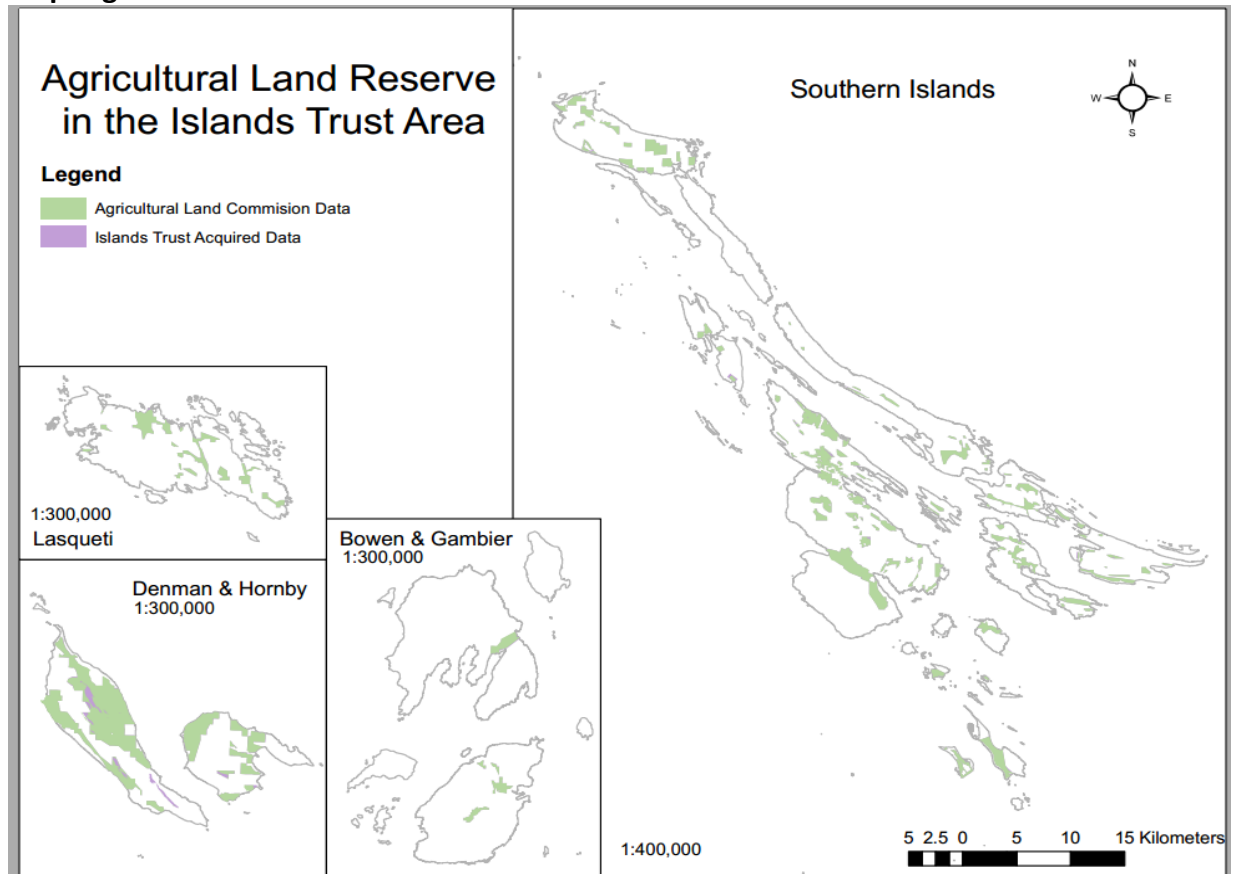 Agricultural Land Reserve
in the Islands Trust Area
Legend
Agricultural Land Commision Data
Islands Trust Acquired Data
Southern Islands
N
W E
S
1:300,000
Lasqueti
Bowen & Gambier
1:300,000
Denman & Hornby
1:300,000
1:400,000
5 2.5 0 5 10 15 Kilometers